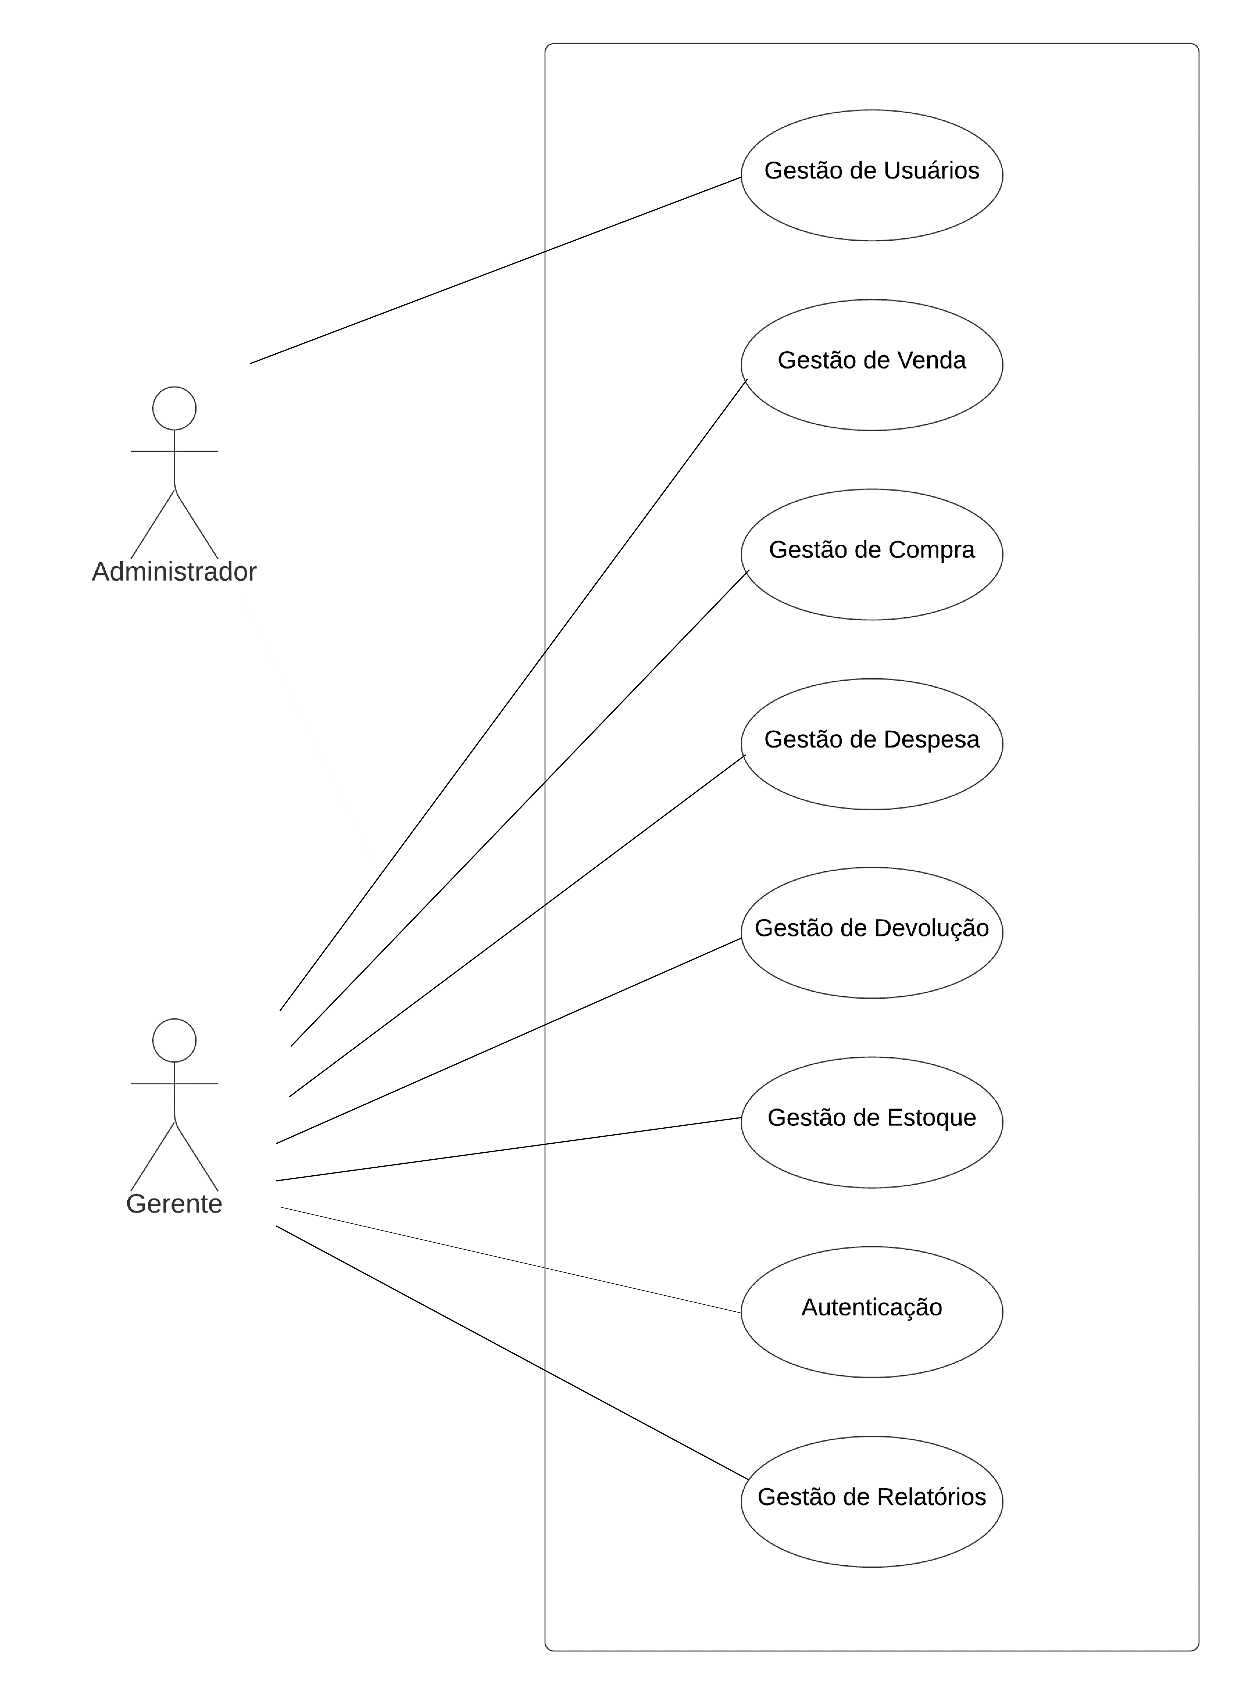 Gestão de Usuários
Gestão de Venda
Gestão de Compra
Administrador
Gestão de Despesa
Gestão de Devolução
Gestão de Estoque
Gerente
Autenticação
Gestão de Relatórios